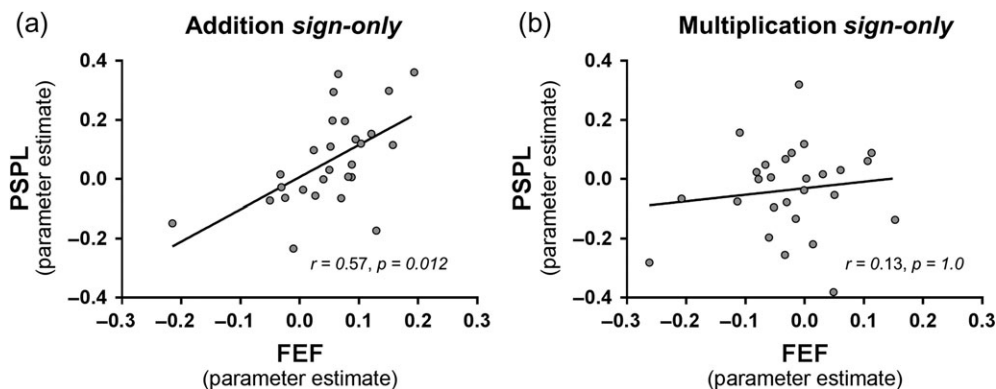 (a)
Addition sign-only
PSPL
(parameter estimate)
0.4
0.2
0.0
–0.2
–0.4
r = 0.57, p = 0.012
–0.3
–0.2
–0.1
0.0
0.1
0.2
0.3
FEF
(parameter estimate)
(b)
Multiplication sign-only
PSPL
(parameter estimate)
0.4
0.2
0.0
–0.2
–0.4
r = 0.13, p = 1.0
–0.3
–0.2
–0.1
0.0
0.1
0.2
0.3
FEF
(parameter estimate)